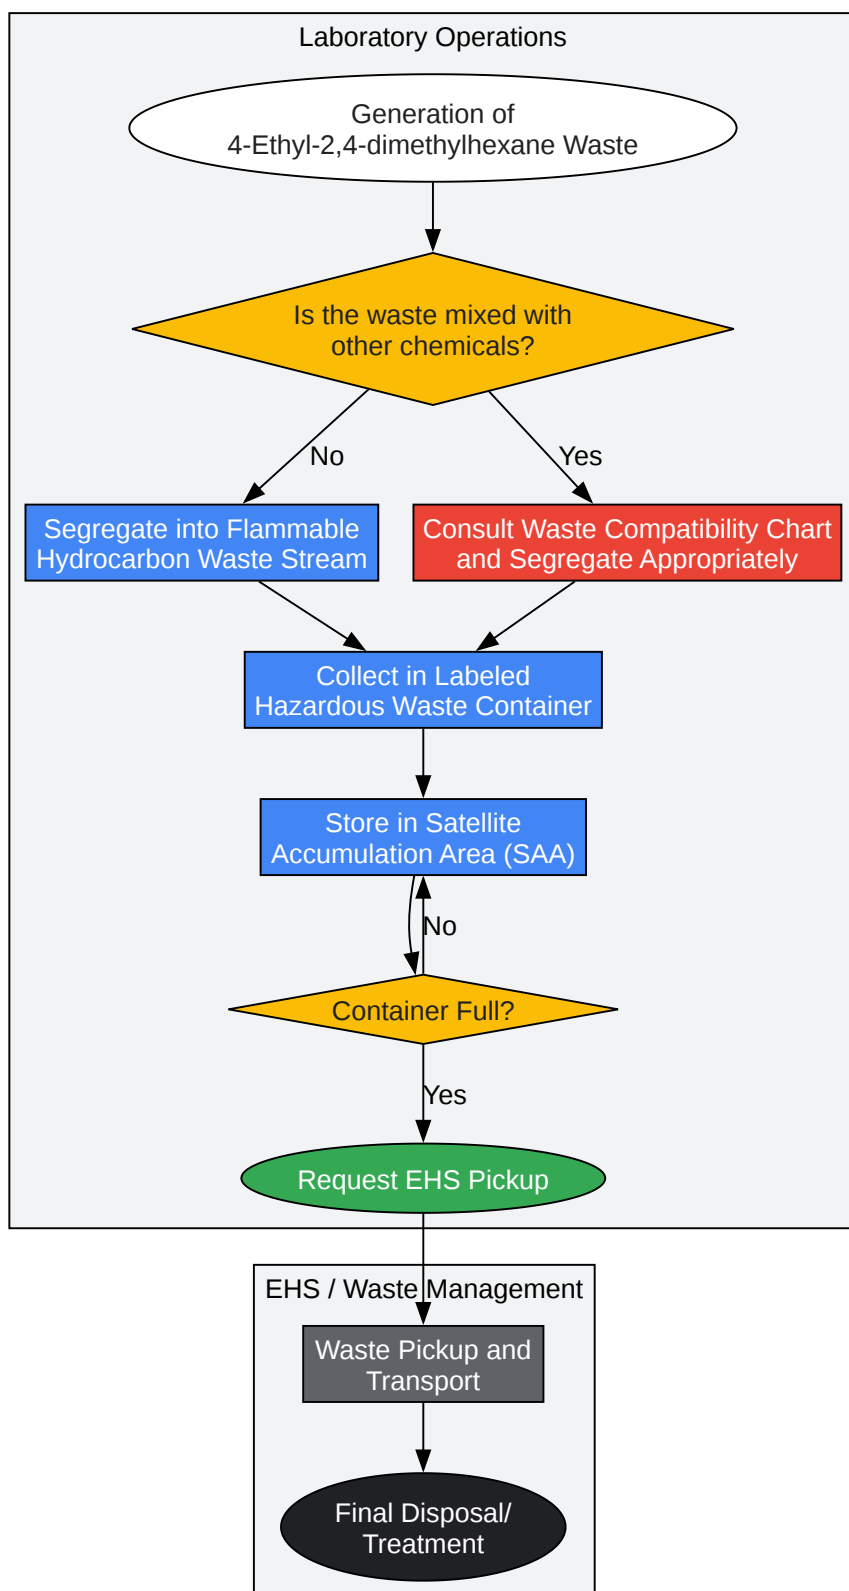 Laboratory Operations
Generation of
4-Ethyl-2,4-dimethylhexane Waste
Is the waste mixed with
other chemicals?
No
Yes
Segregate into Flammable
Hydrocarbon Waste Stream
Consult Waste Compatibility Chart
and Segregate Appropriately
Collect in Labeled
Hazardous Waste Container
Store in Satellite
Accumulation Area (SAA)
No
Container Full?
Yes
Request EHS Pickup
EHS / Waste Management
Waste Pickup and
Transport
Final Disposal/
Treatment